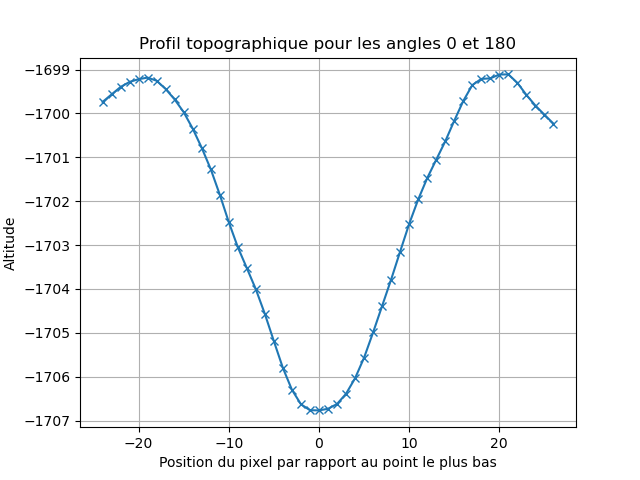 Profil topographique pour les angles 0 et 180
Altitude
−1699
−1700
−1701
−1702
−1703
−1704
−1705
−1706
−1707
−20 −10 0 10 20
Position du pixel par rapport au point le plus bas